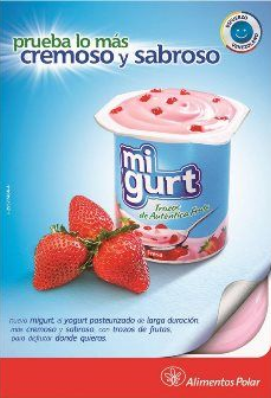 prueba lo más
cremoso y sabroso
mi
gurt
Trozos
de Auténtica Fruta
Fresa
nuevo migurt, el yogurt pasteurizado de larga duración,
más cremoso y sabroso, con trozos de frutas,
para disfrutar donde quieras.
Alimentos Polar